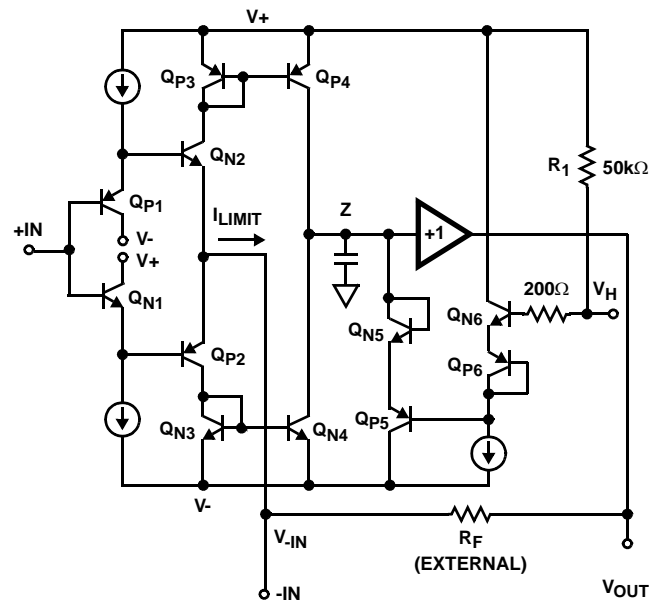 V+
QP3
QP4
QN2
R1
50kΩ
QP1
ILIMIT
Z
+IN
V-
V+
+1
QN1
200Ω
VH
QN5
QN6
QP2
QP6
QN3
QN4
QP5
V-
V-IN
RF
(EXTERNAL)
-IN
VOUT